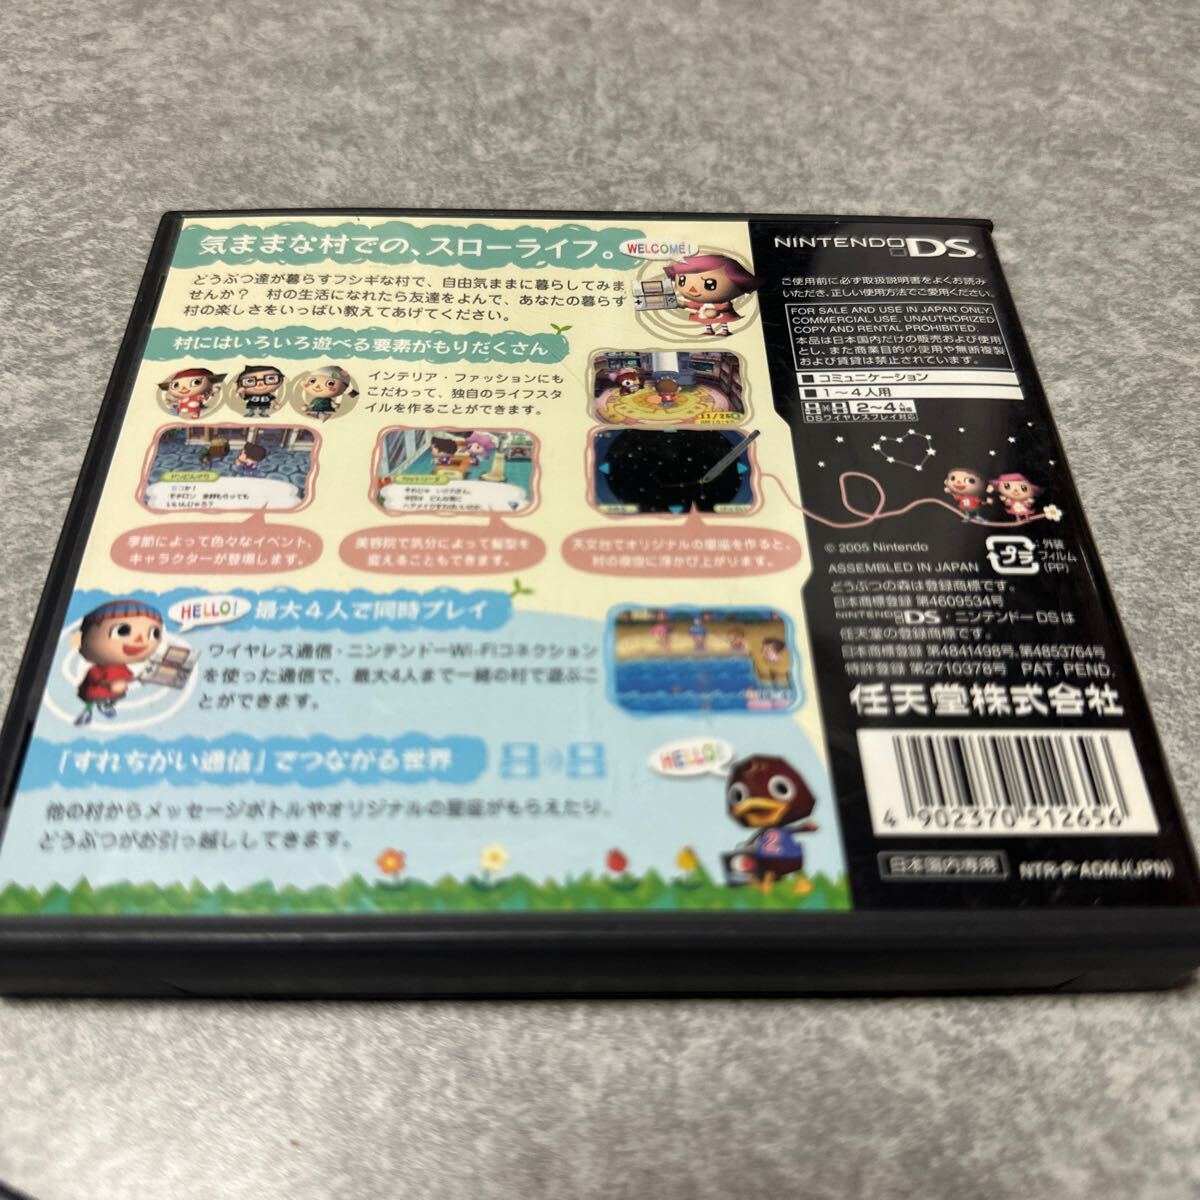 気ままな村での、スローライフ。
WELCOME!
どうぶつ達が暮らすフシギな村で、自由気ままに暮らしてみま
せんか? 村の生活になれたら友達をよんで、あなたの暮らす
村の楽しさをいっぱい教えてあげてください。
村にはいろいろ遊べる要素がもりだくさん
インテリア・ファッションにも
こだわって、独自のライフスタ
イルを作ることができます。
季節によって色々なイベント、
キャラクターが登場します。
美容院で気分によって髪型を
変えることもできます。
天文台でオリジナルの星座を作ると、
村の夜空に浮かび上がります。
HELLO!
最大4人で同時プレイ
ワイヤレス通信・ニンテンドーWi-Fiコネクション
を使った通信で、最大4人まで一緒の村で遊ぶこ
とができます。
「すれちがい通信」でつながる世界
HELLO!
他の村からメッセージボトルやオリジナルの星座がもらえたり、
どうぶつがお引っ越ししてきます。
2
NINTENDO DS
ご使用前に必ず取扱説明書をよくお読み
いただき、正しい使用方法でご愛用ください。
FOR SALE AND USE IN JAPAN ONLY.
COMMERCIAL USE, UNAUTHORIZED
COPY AND RENTAL PROHIBITED.
本品は日本国内だけの販売および使用
とし、また商業目的の使用や無断複製
および賃貸は禁止されています。
■コミュニケーション
■1〜4人用
2〜4人対応
DSワイヤレスプレイ対応
© 2005 Nintendo
ASSEMBLED IN JAPAN
プラ
:外装
フィルム
(PP)
どうぶつの森は登録商標です。
日本商標登録 第4609534号
NINTENDO DS・ニンテンドーDSは
任天堂の登録商標です。
日本商標登録 第4841498号、第4853764号
特許登録 第2710378号 PAT. PEND.
任天堂株式会社
4 902370 512656
日本国内専用
NTR-P-ADMJ(JPN)